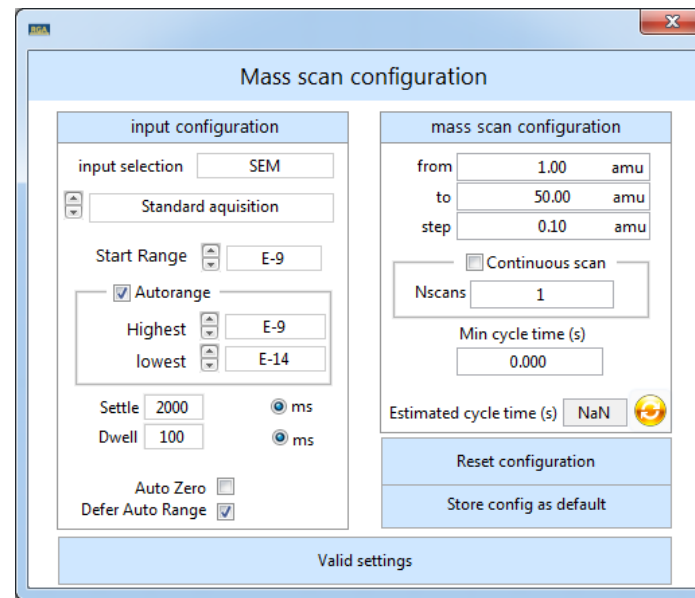 RGA
Mass scan configuration
input configuration
input selection SEM
Standard aquisition
Start Range E-9
Autorange
Highest E-9
lowest E-14
Settle 2000 ms
Dwell 100 ms
Auto Zero
Defer Auto Range
mass scan configuration
from 1.00 amu
to 50.00 amu
step 0.10 amu
Continuous scan
Nscans 1
Min cycle time (s)
0.000
Estimated cycle time (s) NaN
Reset configuration
Store config as default
Valid settings